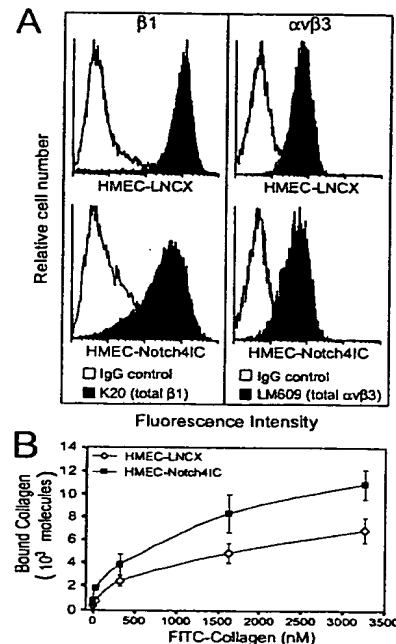 A
β1 αvβ3
Relative cell number
HMEC-LNCX HMEC-LNCX
HMEC-Notch4IC HMEC-Notch4IC
IgG control IgG control
K20 (total β1) LM609 (total αvβ3)
Fluorescence Intensity
B
Bound Collagen
(10³ molecules)
14
12
10
8
6
4
2
0
HMEC-LNCX
HMEC-Notch4IC
0 500 1000 1500 2000 2500 3000 3500
FITC-Collagen (nM)